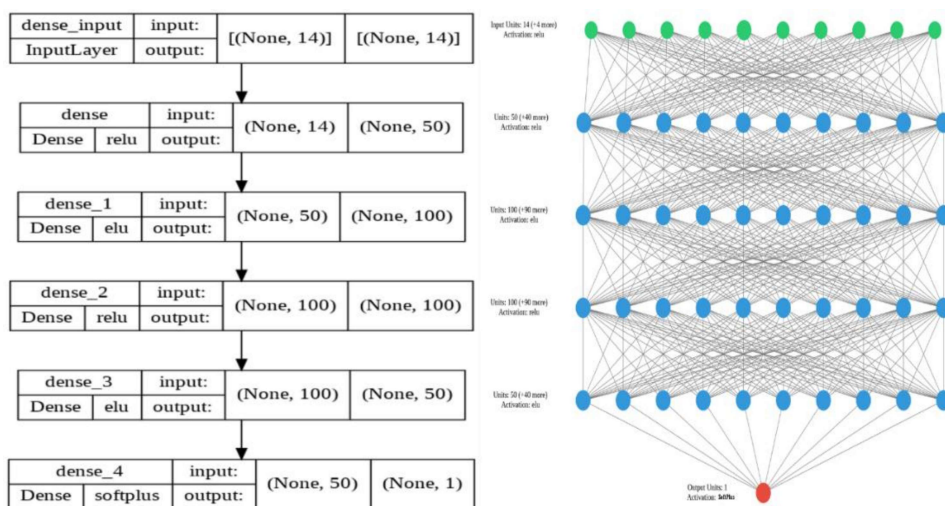 dense_input input:
InputLayer output:
[(None, 14)] [(None, 14)]
dense input:
Dense relu output:
(None, 14) (None, 50)
dense_1 input:
Dense elu output:
(None, 50) (None, 100)
dense_2 input:
Dense relu output:
(None, 100) (None, 100)
dense_3 input:
Dense elu output:
(None, 100) (None, 50)
dense_4 input:
Dense softplus output:
(None, 50) (None, 1)
Input Units: 14 (+4 more)
Activation: relu
Units: 50 (+40 more)
Activation: relu
Units: 100 (+90 more)
Activation: elu
Units: 100 (+90 more)
Activation: relu
Units: 50 (+40 more)
Activation: elu
Output Units: 1
Activation: SoftPlus